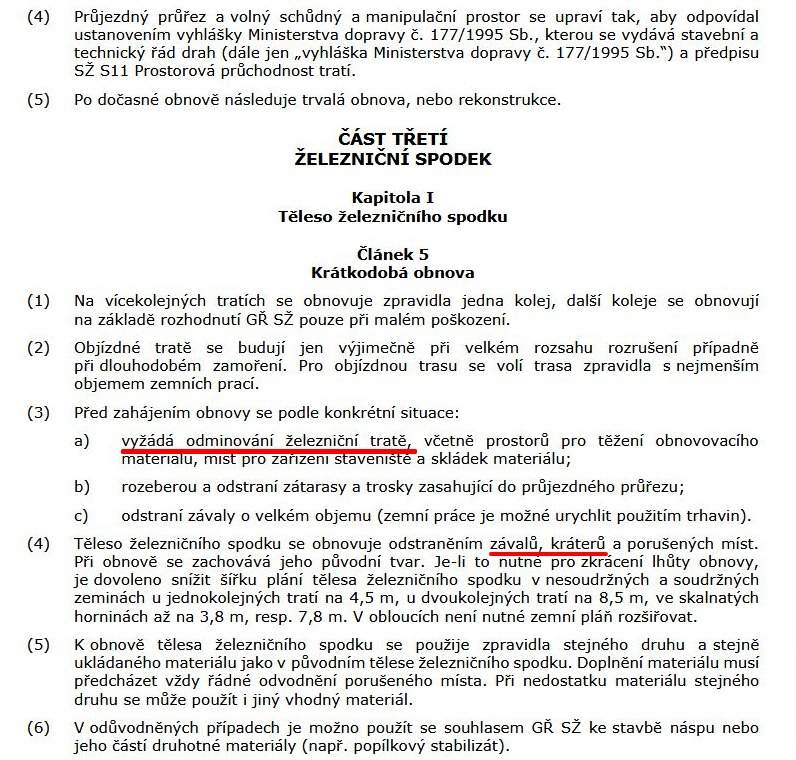 (4) Průjezdný průřez a volný schůdný a manipulační prostor se upraví tak, aby odpovídal
ustanovením vyhlášky Ministerstva dopravy č. 177/1995 Sb., kterou se vydává stavební a
technický řád drah (dále jen „vyhláška Ministerstva dopravy č. 177/1995 Sb.“) a předpisu
SŽ S11 Prostorová průchodnost tratí.
(5) Po dočasné obnově následuje trvalá obnova, nebo rekonstrukce.
ČÁST TŘETÍ
ŽELEZNIČNÍ SPODEK
Kapitola I
Těleso železničního spodku
Článek 5
Krátkodobá obnova
(1) Na vícekolejných tratích se obnovuje zpravidla jedna kolej, další koleje se obnovují
na základě rozhodnutí GŘ SŽ pouze při malém poškození.
(2) Objízdné tratě se budují jen výjimečně při velkém rozsahu rozrušení případně
při dlouhodobém zamoření. Pro objízdnou trasu se volí trasa zpravidla s nejmenším
objemem zemních prací.
(3) Před zahájením obnovy se podle konkrétní situace:
a) vyžádá odminování železniční tratě, včetně prostorů pro těžení obnovovacího
materiálu, míst pro zařízení staveniště a skládek materiálu;
b) rozeberou a odstraní zátarasy a trosky zasahující do průjezdného průřezu;
c) odstraní závaly o velkém objemu (zemní práce je možné urychlit použitím trhavin).
(4) Těleso železničního spodku se obnovuje odstraněním závalů, kráterů a porušených míst.
Při obnově se zachovává jeho původní tvar. Je-li to nutné pro zkrácení lhůty obnovy,
je dovoleno snížit šířku plání tělesa železničního spodku v nesoudržných a soudržných
zeminách u jednokolejných tratí na 4,5 m, u dvoukolejných tratí na 8,5 m, ve skalnatých
horninách až na 3,8 m, resp. 7,8 m. V obloucích není nutné zemní pláň rozšiřovat.
(5) K obnově tělesa železničního spodku se použije zpravidla stejného druhu a stejně
ukládaného materiálu jako v původním tělese železničního spodku. Doplnění materiálu musí
předcházet vždy řádné odvodnění porušeného místa. Při nedostatku materiálu stejného
druhu se může použít i jiný vhodný materiál.
(6) V odůvodněných případech je možno použít se souhlasem GŘ SŽ ke stavbě náspu nebo
jeho částí druhotné materiály (např. popílkový stabilizát).